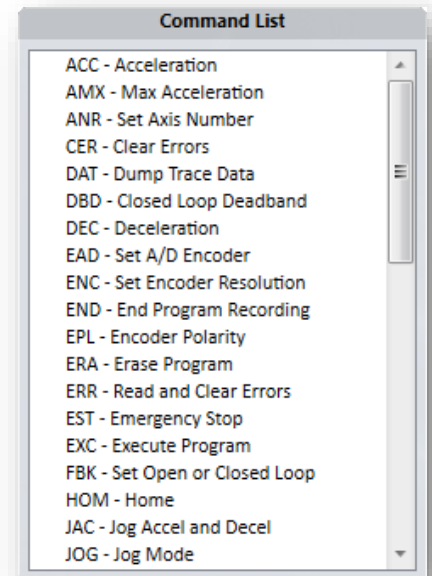 Command List
ACC - Acceleration
AMX - Max Acceleration
ANR - Set Axis Number
CER - Clear Errors
DAT - Dump Trace Data
DBD - Closed Loop Deadband
DEC - Deceleration
EAD - Set A/D Encoder
ENC - Set Encoder Resolution
END - End Program Recording
EPL - Encoder Polarity
ERA - Erase Program
ERR - Read and Clear Errors
EST - Emergency Stop
EXC - Execute Program
FBK - Set Open or Closed Loop
HOM - Home
JAC - Jog Accel and Decel
JOG - Jog Mode